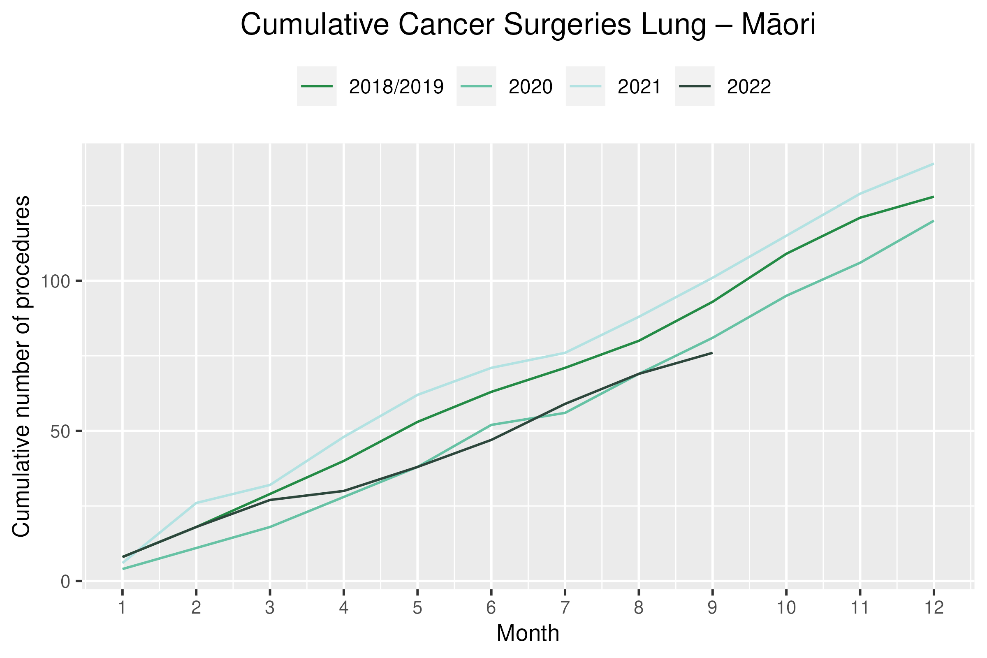 Cumulative Cancer Surgeries Lung – Māori
2018/2019 2020 2021 2022
Cumulative number of procedures
100
50
0
1 2 3 4 5 6 7 8 9 10 11 12
Month